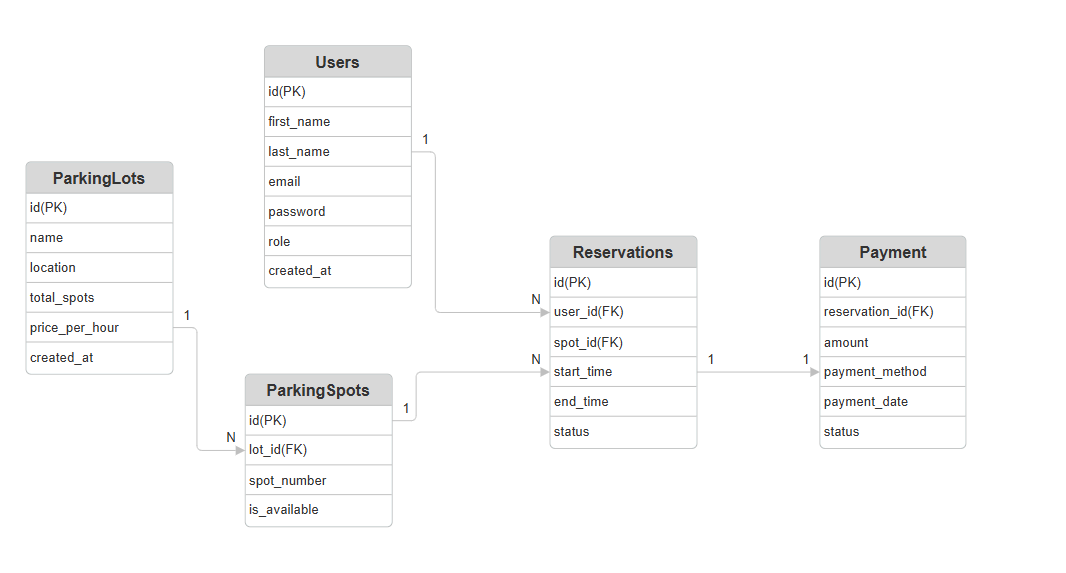 Users
id(PK)
first_name
last_name
email
password
role
created_at
1
ParkingLots
id(PK)
name
location
total_spots
price_per_hour
created_at
1
N
ParkingSpots
id(PK)
lot_id(FK)
spot_number
is_available
1
N
N
Reservations
id(PK)
user_id(FK)
spot_id(FK)
start_time
end_time
status
1
1
Payment
id(PK)
reservation_id(FK)
amount
payment_method
payment_date
status